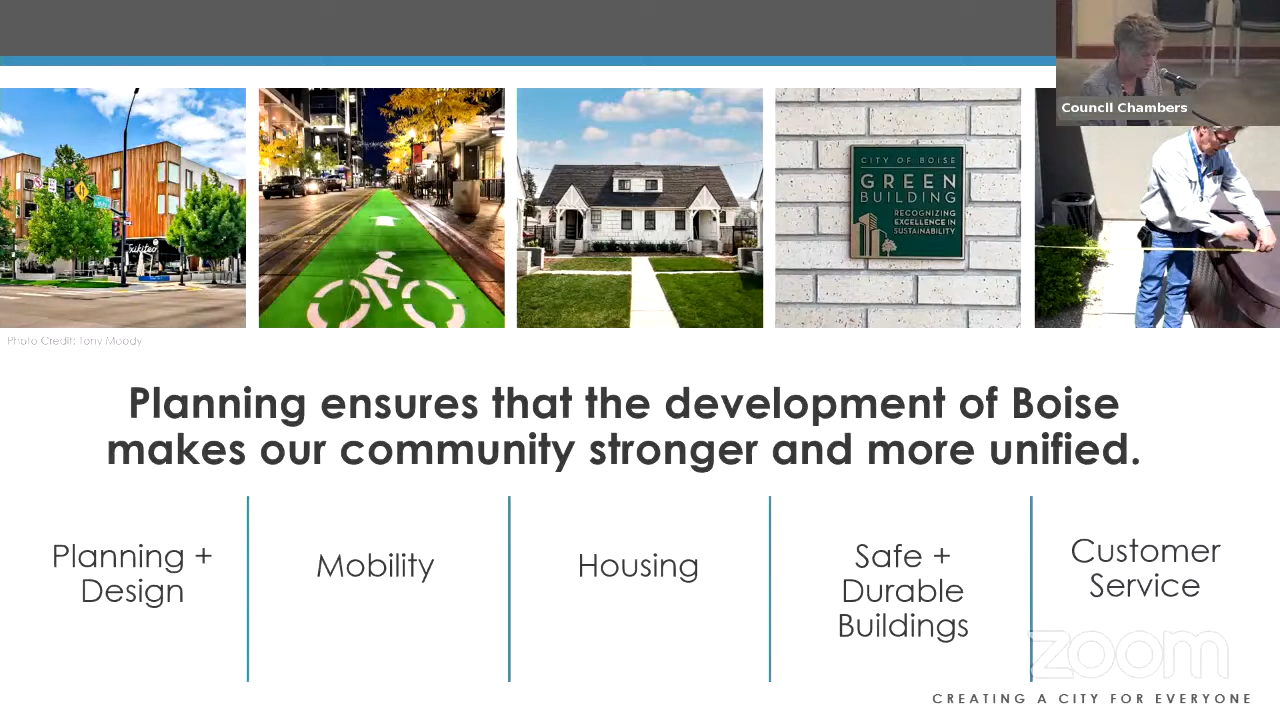 Council Chambers
CITY OF BOISE
GREEN
BUILDING
RECOGNIZING
EXCELLENCE IN
SUSTAINABILITY
Photo Credit: Tony Moody
Planning ensures that the development of Boise
makes our community stronger and more unified.
Planning +
Design
Mobility
Housing
Safe +
Durable
Buildings
Customer
Service
zoom
CREATING A CITY FOR EVERYONE